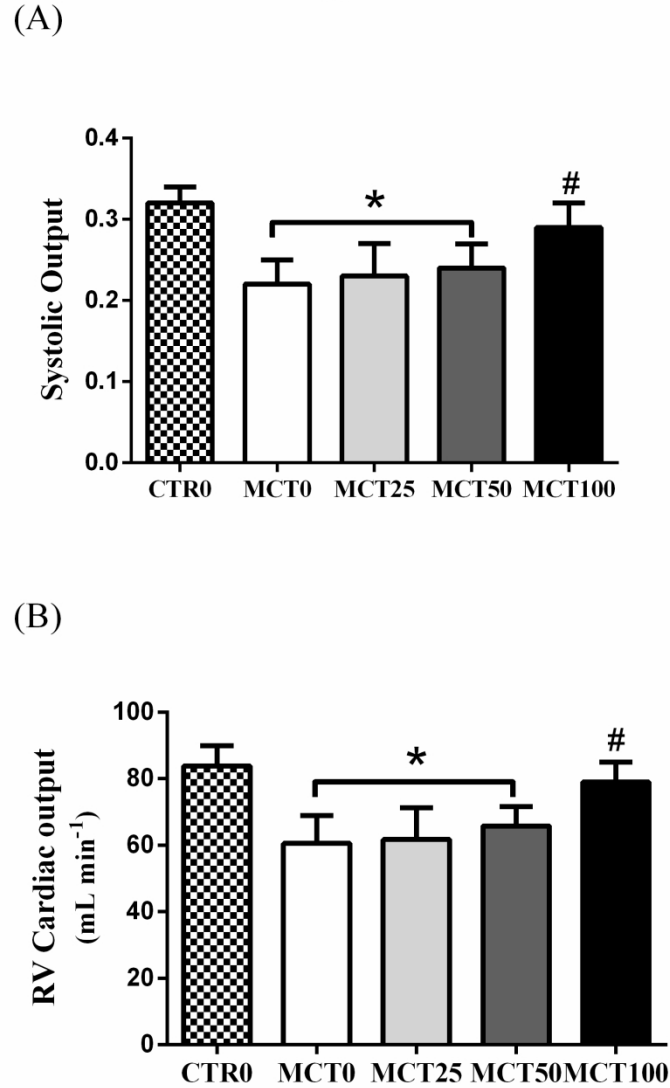 (A)
Systolic Output
0.4
0.3
0.2
0.1
0.0
*
#
CTR0 MCT0 MCT25 MCT50 MCT100
(B)
RV Cardiac output
(mL min⁻¹)
100
80
60
40
20
0
*
#
CTR0 MCT0 MCT25 MCT50 MCT100